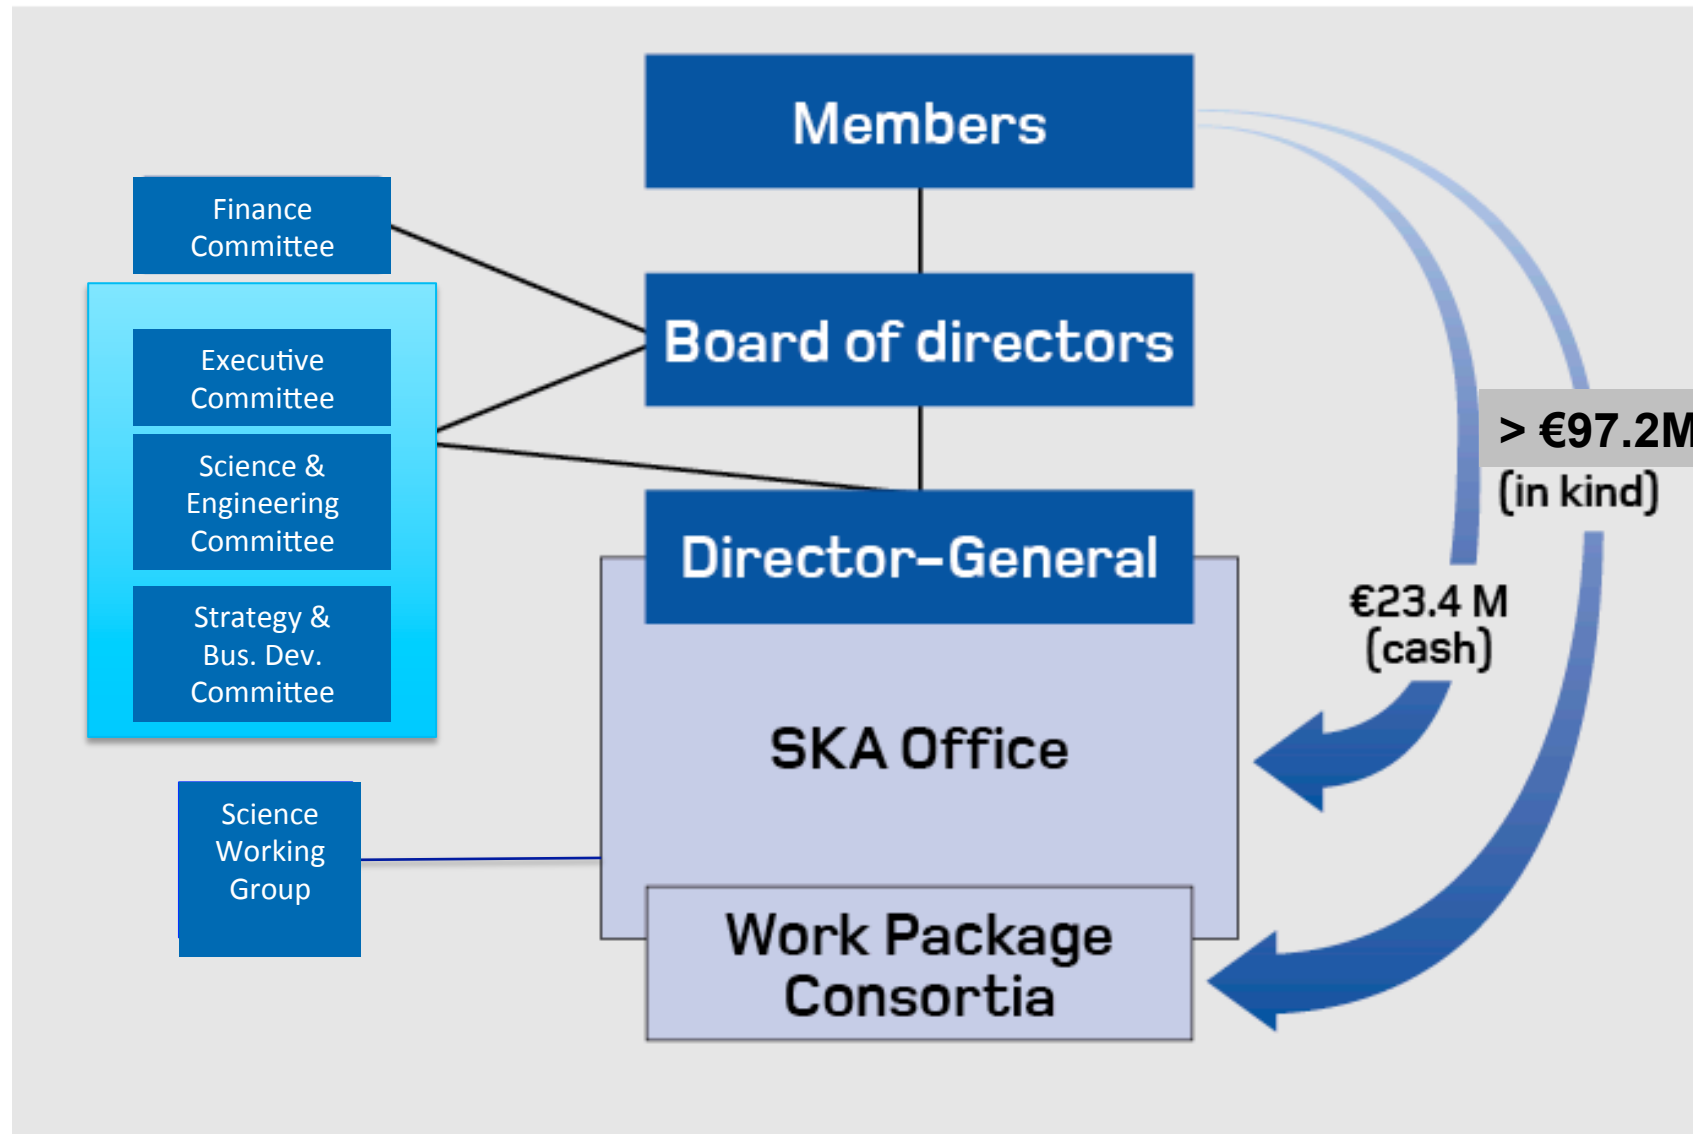 Members
Finance
Committee
Executive
Committee
Board of directors
> €97.2M
(in kind)
Science &
Engineering
Committee
Director-General
€23.4 M
(cash)
Strategy &
Bus. Dev.
Committee
SKA Office
Science
Working
Group
Work Package
Consortia